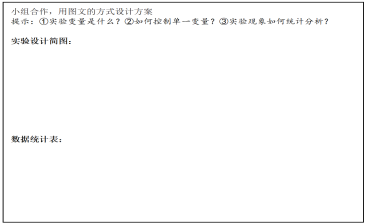 小组合作，用图文的方式设计方案
提示：①实验变量是什么？②如何控制单一变量？③实验现象如何统计分析？
实验设计简图：
数据统计表：